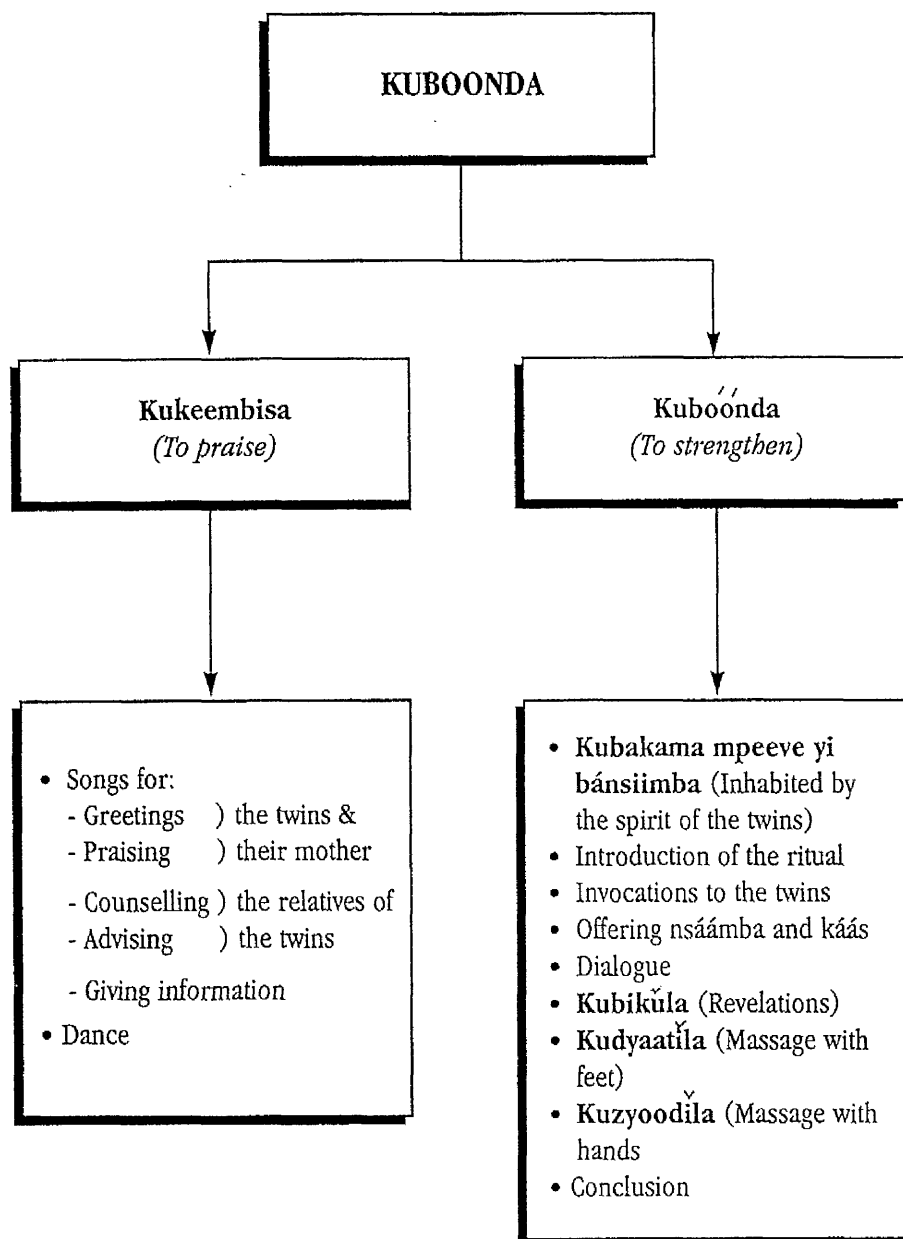 KUBOONDA
Kukeembisa
(To praise)
Kubóónda
(To strengthen)
• Songs for:
- Greetings ) the twins &
- Praising ) their mother
- Counselling ) the relatives of
- Advising ) the twins
- Giving information
• Dance
• Kubakama mpeeve yi
bánsiimba (Inhabited by
the spirit of the twins)
• Introduction of the ritual
• Invocations to the twins
• Offering nsáámba and káás
• Dialogue
• Kubikǔla (Revelations)
• Kudyaatǐla (Massage with
feet)
• Kuzyoodǐla (Massage with
hands
• Conclusion